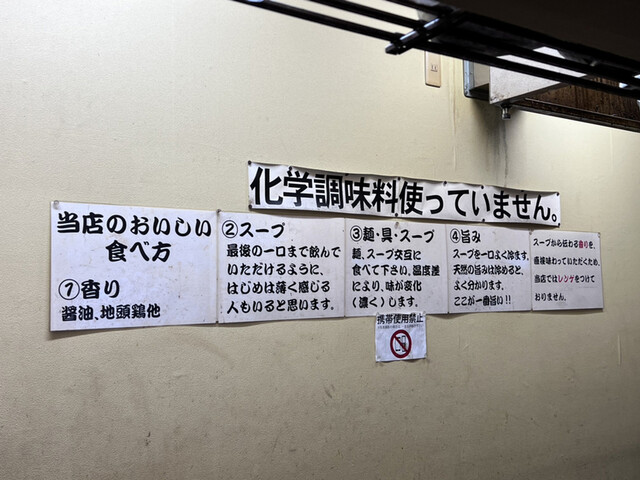 化学調味料使っていません。
当店のおいしい
食べ方
①香り
醤油、地頭鶏他
②スープ
最後の一口まで飲んで
いただけるように、
はじめは薄く感じる
人もいると思います。
③麺・具・スープ
麺、スープ交互に
食べて下さい。温度差
により、味が変化
(濃く)します。
④旨み
スープを一口よく冷ます。
天然の旨みは冷めると、
よく分かります。
ここが一番旨い!!
スープから伝わる香りを、
直接味わっていただくため、
当店ではレンゲをつけて
おりません。
携帯使用禁止